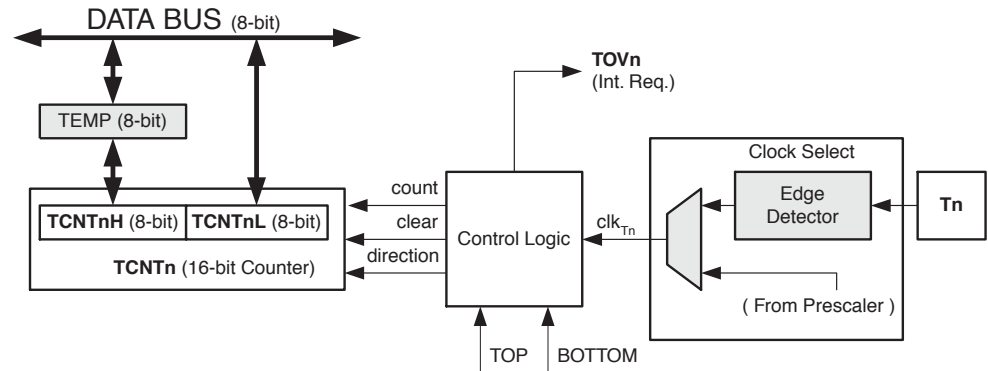 DATA BUS (8-bit)
TOVn
(Int. Req.)
TEMP (8-bit)
Clock Select
count
Edge
Detector
Tn
TCNTnH (8-bit) TCNTnL (8-bit)
clear
Control Logic
clkTn
direction
TCNTn (16-bit Counter)
( From Prescaler )
TOP
BOTTOM